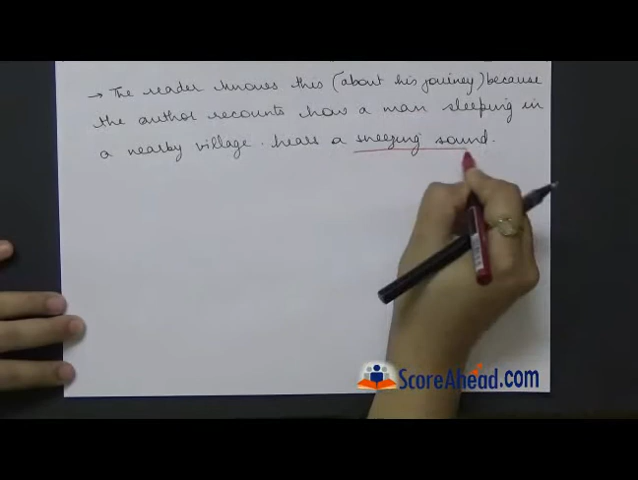 → The reader knows this (about his journey) because
the author recounts how a man sleeping in
a nearby village. hears a sneezing sound.
ScoreAhead.com